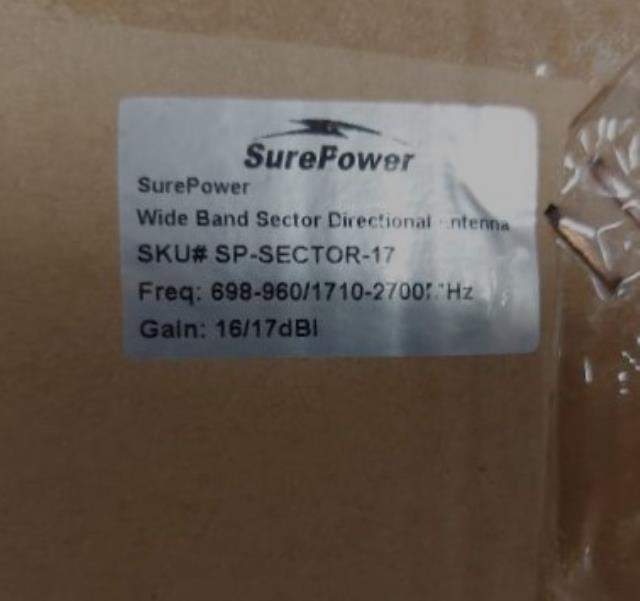 SurePower
SurePower
Wide Band Sector Directional
SKU# SP-SECTOR-17
Freq: 698-960/1710-2700
Gain: 16/17dBi